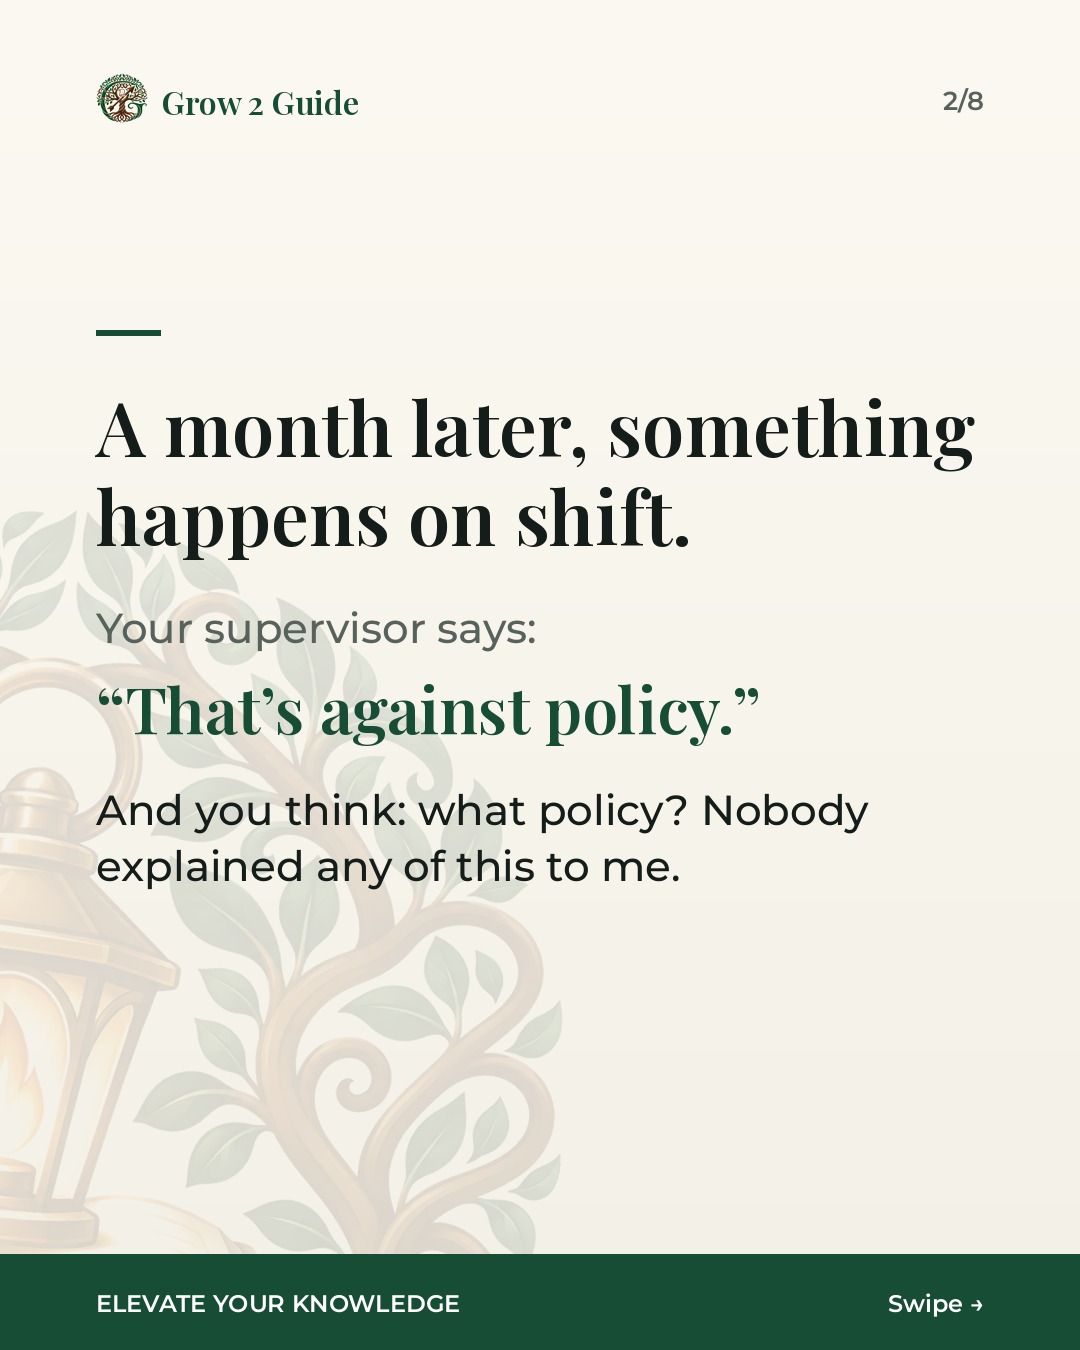 Grow 2 Guide
2/8
A month later, something
happens on shift.
Your supervisor says:
“That’s against policy.”
And you think: what policy? Nobody
explained any of this to me.
ELEVATE YOUR KNOWLEDGE
Swipe →